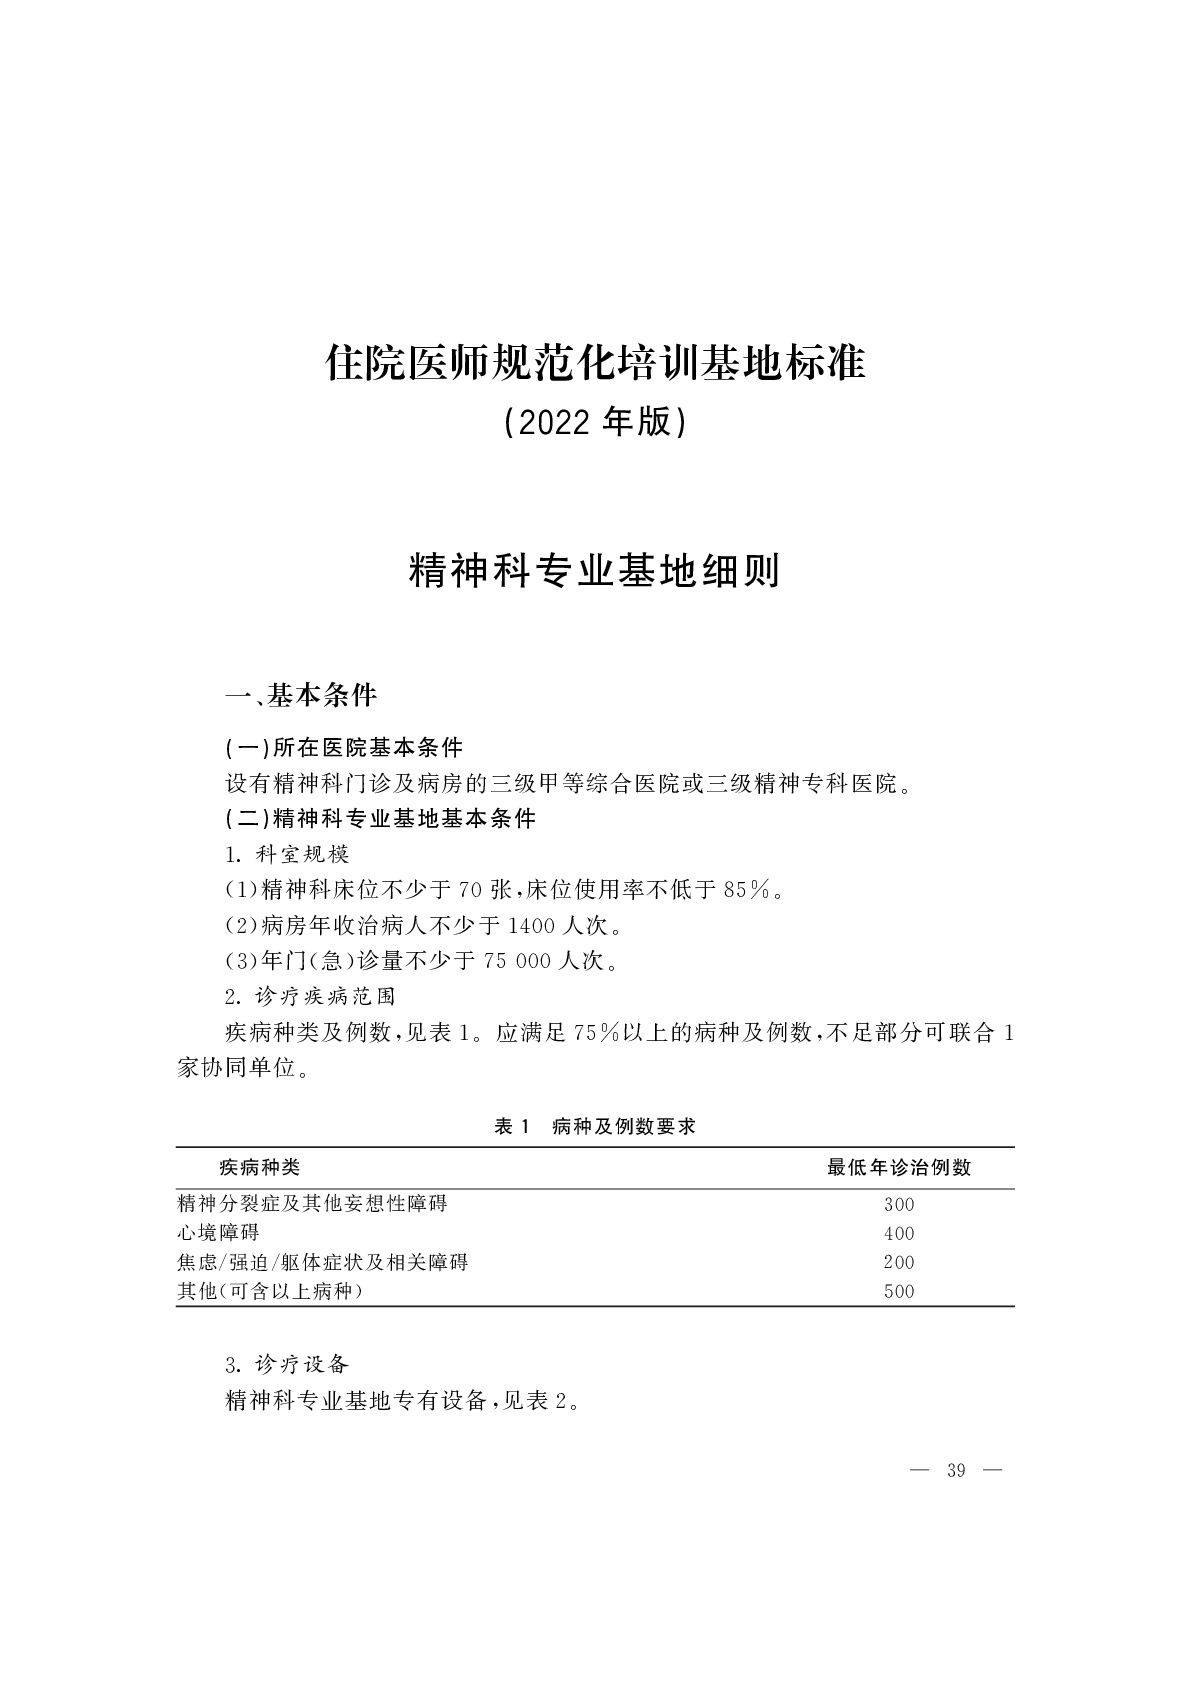 住院医师规范化培训基地标准
(2022 年版)
精神科专业基地细则
一、基本条件
(一)所在医院基本条件
设有精神科门诊及病房的三级甲等综合医院或三级精神专科医院。
(二)精神科专业基地基本条件
1. 科室规模
(1)精神科床位不少于 70 张,床位使用率不低于 85%。
(2)病房年收治病人不少于 1400 人次。
(3)年门(急)诊量不少于 75 000 人次。
2. 诊疗疾病范围
疾病种类及例数,见表 1。应满足 75%以上的病种及例数,不足部分可联合 1
家协同单位。
表 1 病种及例数要求
疾病种类 最低年诊治例数
精神分裂症及其他妄想性障碍 300
心境障碍 400
焦虑/强迫/躯体症状及相关障碍 200
其他(可含以上病种) 500
3. 诊疗设备
精神科专业基地专有设备,见表 2。
— 39 —